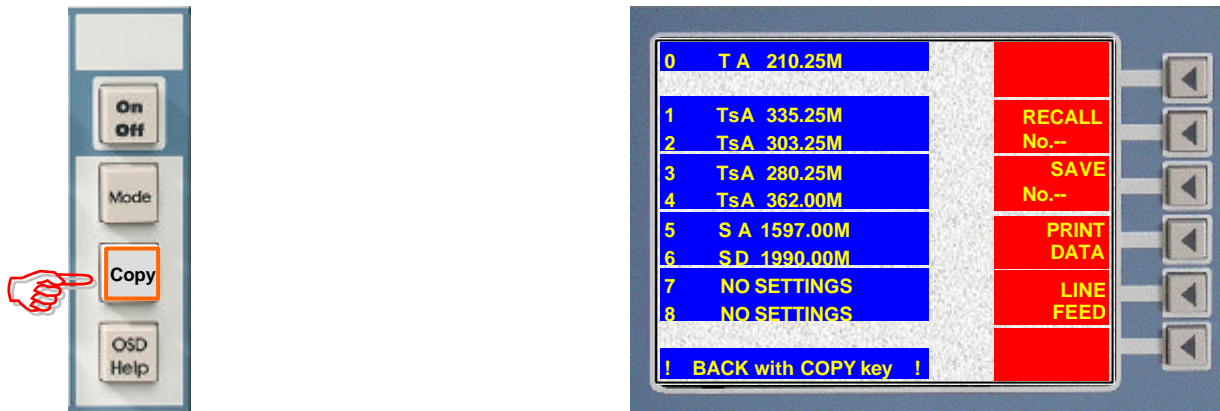 On
Off
Mode
Copy
OSD
Help
0 T A 210.25M
1 TsA 335.25M
2 TsA 303.25M
3 TsA 280.25M
4 TsA 362.00M
5 S A 1597.00M
6 S D 1990.00M
7 NO SETTINGS
8 NO SETTINGS
! BACK with COPY key !
RECALL
No.--
SAVE
No.--
PRINT
DATA
LINE
FEED